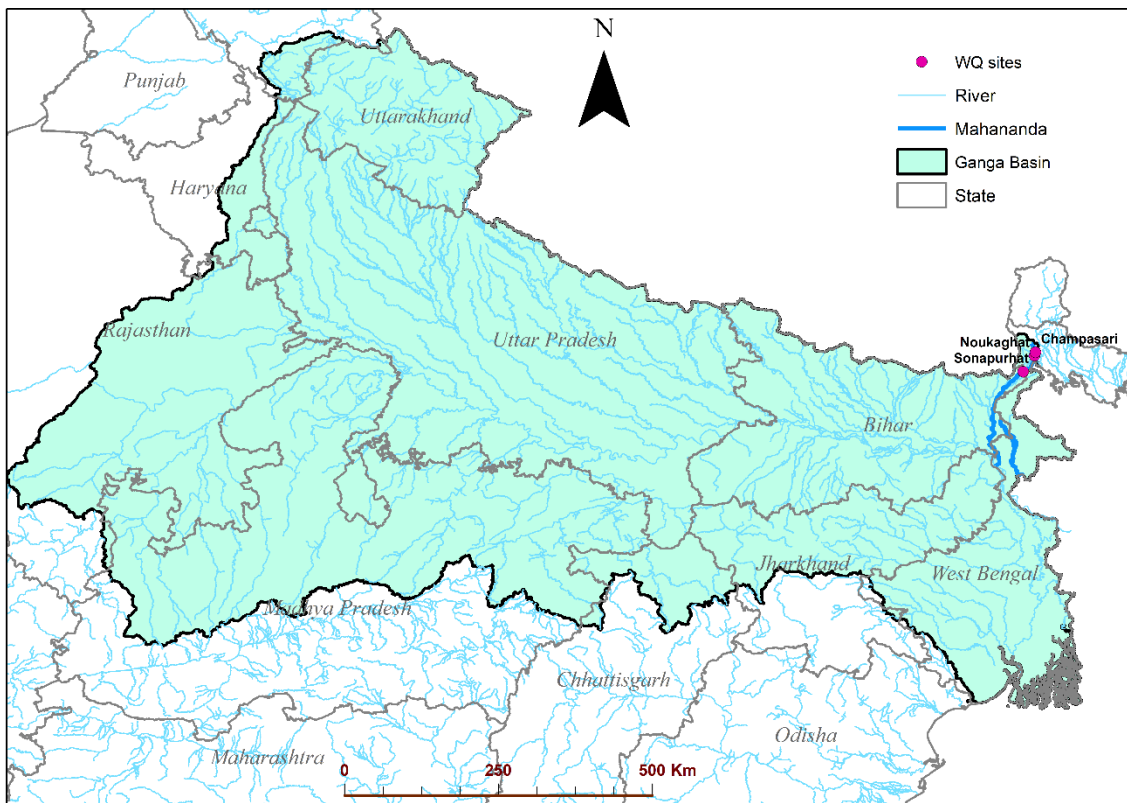 N
WQ sites
River
Mahananda
Ganga Basin
State
Punjab
Uttarakhand
Haryana
Rajasthan
Uttar Pradesh
Noukaghat
Champasari
Sonapurhat
Bihar
Jharkhand
West Bengal
Madhya Pradesh
Chhattisgarh
Odisha
Maharashtra
0 250 500 Km